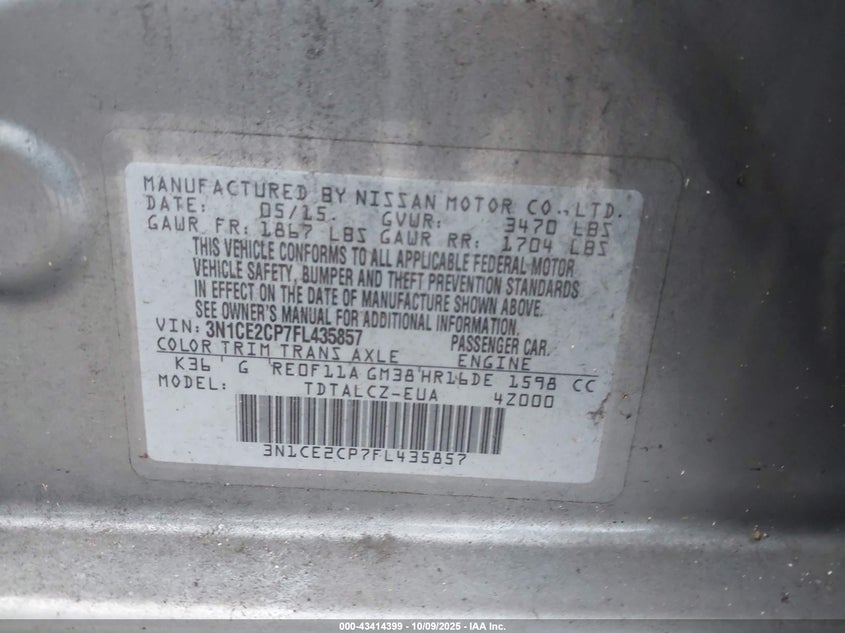 MANUFACTURED BY NISSAN MOTOR CO., LTD.
DATE: 05/15. GVWR: 3470 LBS
GAWR FR: 1867 LBS GAWR RR: 1704 LBS
THIS VEHICLE CONFORMS TO ALL APPLICABLE FEDERAL MOTOR
VEHICLE SAFETY, BUMPER AND THEFT PREVENTION STANDARDS
IN EFFECT ON THE DATE OF MANUFACTURE SHOWN ABOVE.
SEE OWNER'S MANUAL FOR ADDITIONAL INFORMATION.
VIN: 3N1CE2CP7FL435857 PASSENGER CAR.
COLOR TRIM TRANS AXLE ENGINE
K36 G RE0F11A GM38 HR16DE 1598 CC
MODEL: TDTALCZ-EUA 4Z000
3N1CE2CP7FL435857
000-43414399 | 10/09/2025 - IAA Inc.